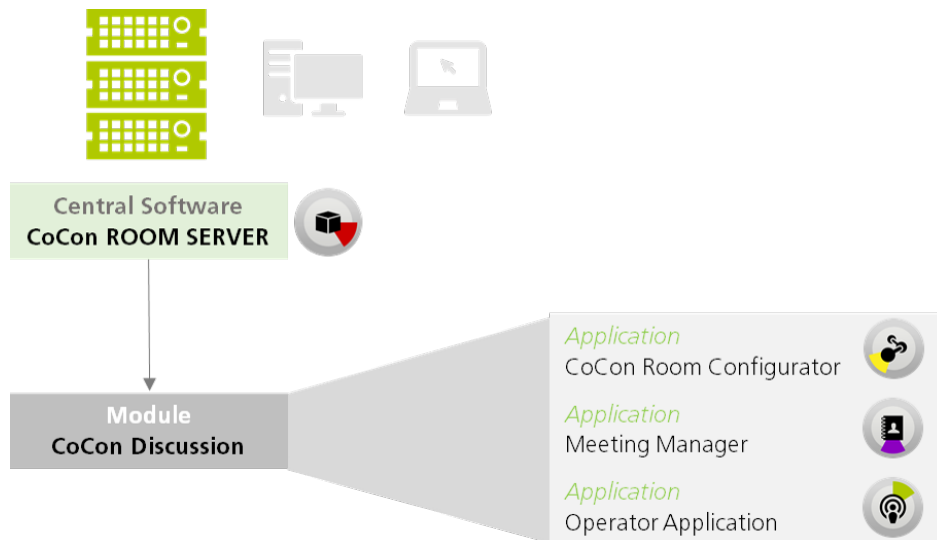 Central Software
CoCon ROOM SERVER
Module
CoCon Discussion
Application
CoCon Room Configurator
Application
Meeting Manager
Application
Operator Application